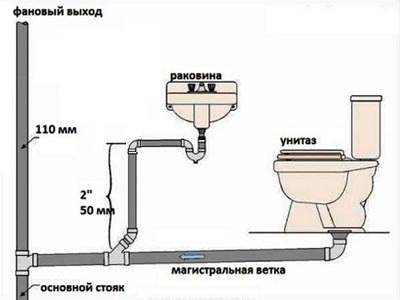 фановый выход
раковина
110 мм
унитаз
2"
50 мм
магистральная ветка
основной стояк